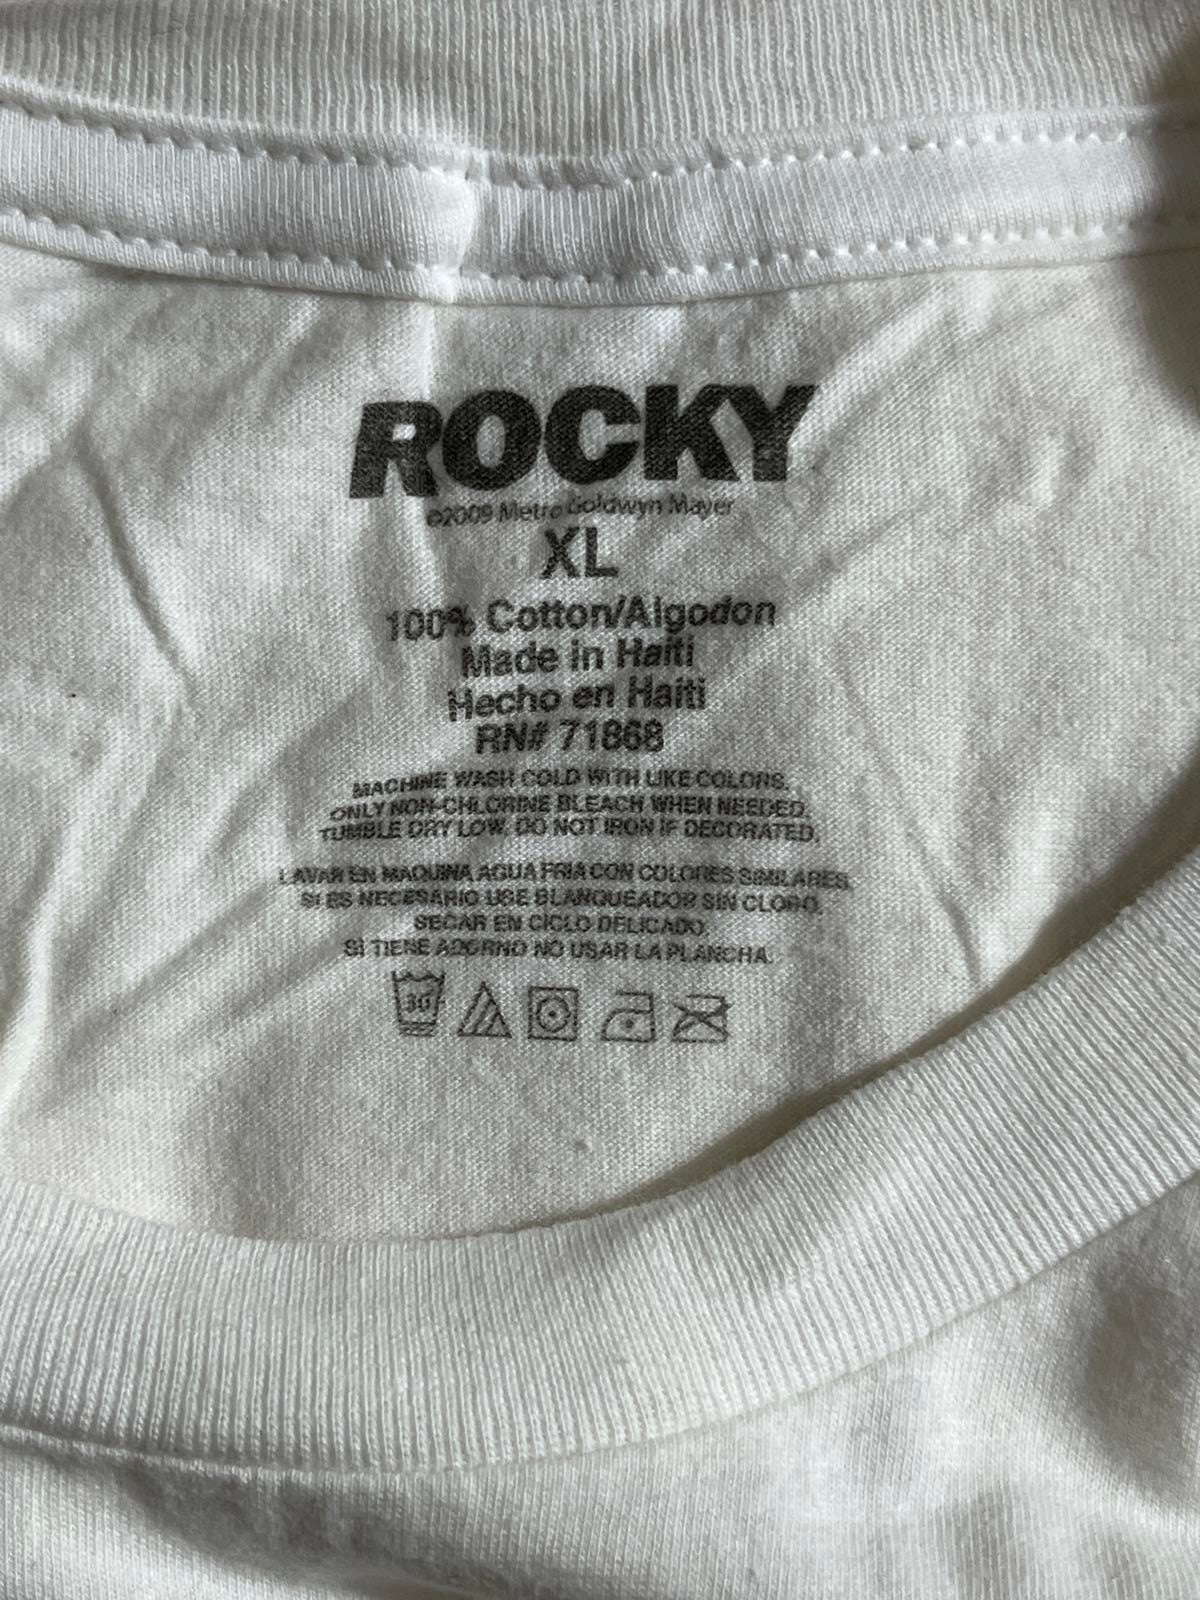 ROCKY
©2009 Metro Goldwyn Mayer
XL
100% Cotton/Algodon
Made in Haiti
Hecho en Haiti
RN# 71868
MACHINE WASH COLD WITH LIKE COLORS.
ONLY NON-CHLORINE BLEACH WHEN NEEDED.
TUMBLE DRY LOW. DO NOT IRON IF DECORATED.
LAVAR EN MAQUINA AGUA FRIA CON COLORES SIMILARES.
SI ES NECESARIO USE BLANQUEADOR SIN CLORO.
SECAR EN CICLO DELICADO.
SI TIENE ADORNO NO USAR LA PLANCHA.
30